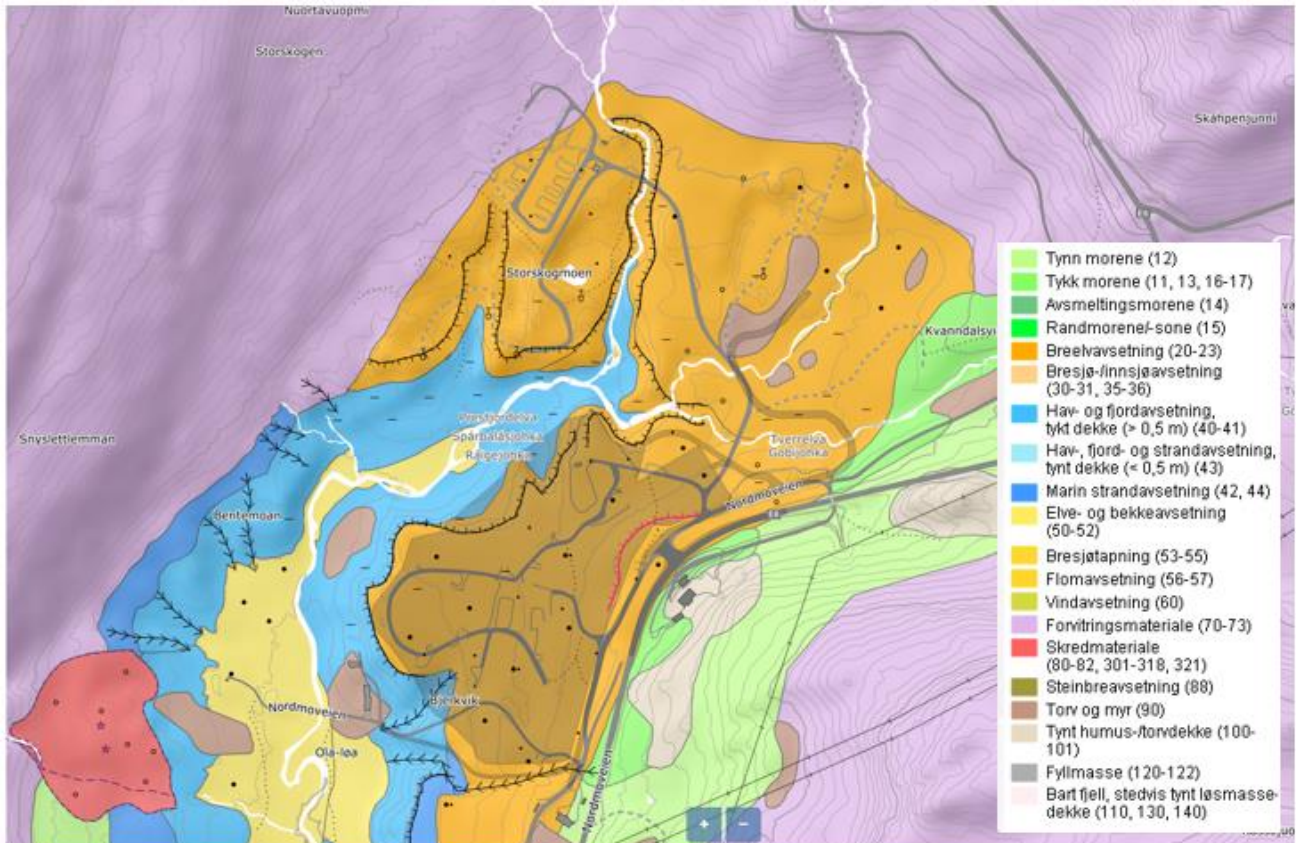 Nuortavuopmi
Storskogen
Skáhpenjunni
Storskogmoen
Kvanndalsvi
Prestjordelva
Spárbalašjohka
Ráigejohka
Snyslettlemman
Tverrelva
Gobijohka
Nordmoveien
Bentemoan
Bjerkvik
Nordmoveien
Ola-løa
Nordmoveien
+ −
Tynn morene (12)
Tykk morene (11, 13, 16-17)
Avsmeltingsmorene (14)
Randmorene/-sone (15)
Breelvavsetning (20-23)
Bresjø-/innsjøavsetning
(30-31, 35-36)
Hav- og fjordavsetning,
tykt dekke (> 0,5 m) (40-41)
Hav-, fjord- og strandavsetning,
tynt dekke (< 0,5 m) (43)
Marin strandavsetning (42, 44)
Elve- og bekkeavsetning
(50-52)
Bresjøtapning (53-55)
Flomavsetning (56-57)
Vindavsetning (60)
Forvitringsmateriale (70-73)
Skredmateriale
(80-82, 301-318, 321)
Steinbreavsetning (88)
Torv og myr (90)
Tynt humus-/torvdekke (100-
101)
Fyllmasse (120-122)
Bart fjell, stedvis tynt løsmasse-
dekke (110, 130, 140)